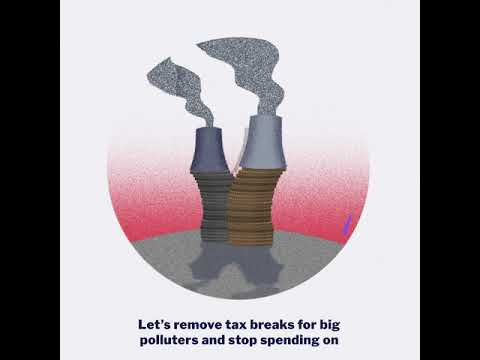 Let's remove tax breaks for big
polluters and stop spending on